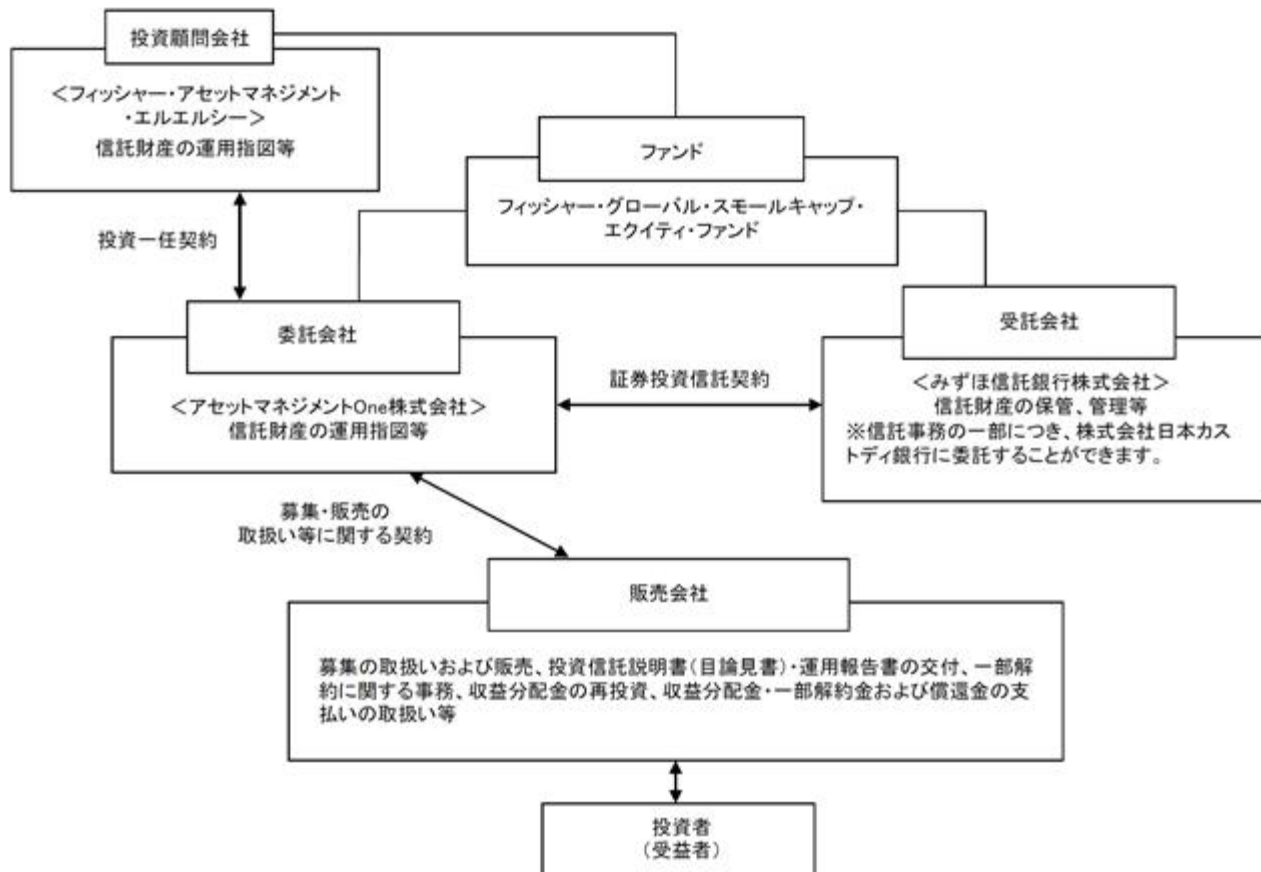 投資顧問会社
＜フィッシャー・アセットマネジメント
・エルエルシー＞
信託財産の運用指図等
ファンド
フィッシャー・グローバル・スモールキャップ・
エクイティ・ファンド
投資一任契約
委託会社
＜アセットマネジメントOne株式会社＞
信託財産の運用指図等
証券投資信託契約
受託会社
＜みずほ信託銀行株式会社＞
信託財産の保管、管理等
※信託事務の一部につき、株式会社日本カス
トディ銀行に委託することができます。
募集・販売の
取扱い等に関する契約
販売会社
募集の取扱いおよび販売、投資信託説明書（目論見書）・運用報告書の交付、一部解
約に関する事務、収益分配金の再投資、収益分配金・一部解約金および償還金の支
払いの取扱い等
投資者
（受益者）